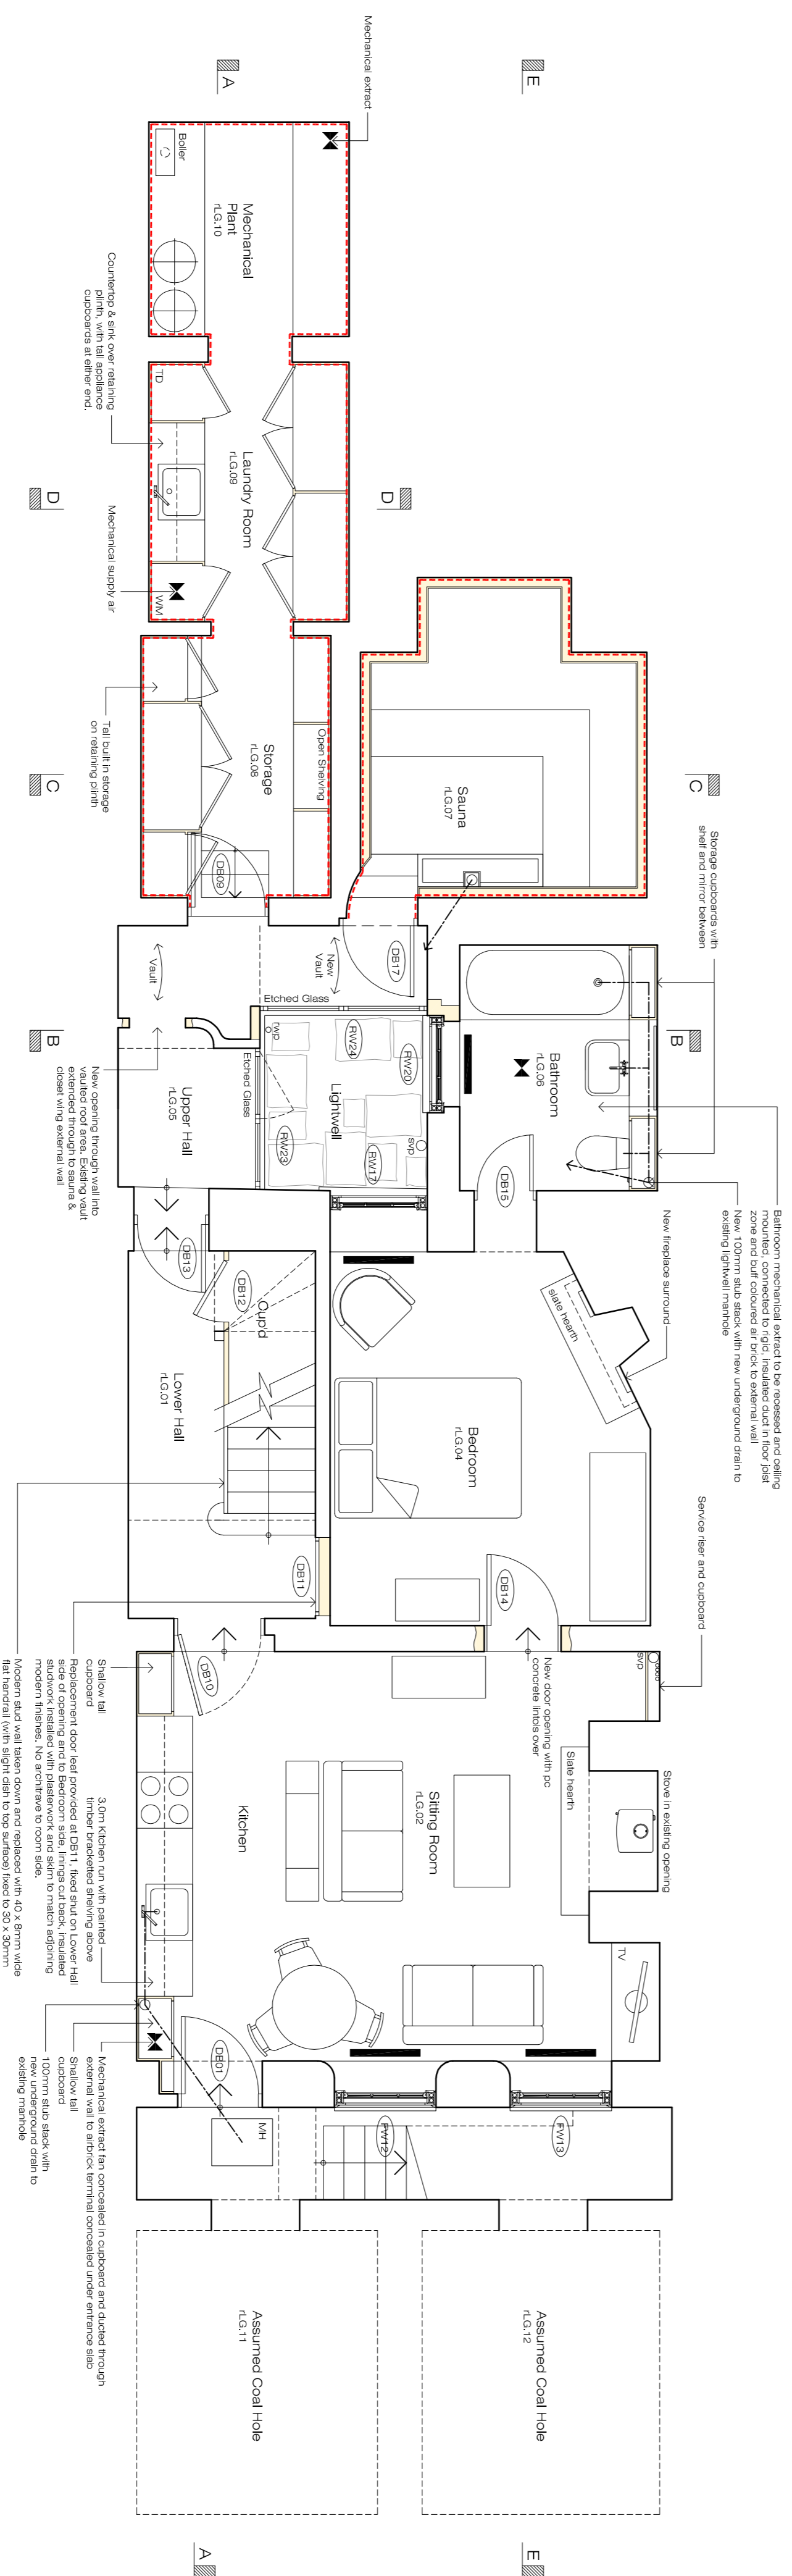 Mechanical extract
A
E
Boiler
Mechanical
Plant
rLG.10
Countertop & sink over retaining
plinth, with tall appliance
cupboards at either end.
TD
Laundry Room
rLG.09
D
D
Mechanical supply air
WM
Tall built in storage
on retaining plinth
Storage
rLG.08
Open Shelving
C
C
Sauna
rLG.07
DB09
Storage cupboards with
shelf and mirror between
DB17
New
Vault
Vault
Etched Glass
B
B
rwp
RW24
RW20
Lightwell
Etched Glass
RW23
RW17
svp
Bathroom
rLG.06
Upper Hall
rLG.05
New opening through wall into
vaulted roof area. Existing vault
extended through to sauna &
closet wing external wall
DB15
Bathroom mechanical extract to be recessed and ceiling
mounted, connected to rigid, insulated duct in floor joist
zone and buff coloured air brick to external wall
New 100mm stub stack with new underground drain to
existing lightwell manhole
New fireplace surround
slate hearth
DB13
DB12
Cup'd
Lower Hall
rLG.01
Bedroom
rLG.04
Service riser and cupboard
DB11
DB14
DB10
New door opening with pc
concrete lintols over
svp
Slate hearth
Stove in existing opening
Sitting Room
rLG.02
Kitchen
TV
Shallow tall
cupboard
Replacement door leaf provided at DB11, fixed shut on Lower Hall
side of opening and to Bedroom side, linings cut back, insulated
studwork installed with plasterwork and skim to match adjoining
modern finishes. No architrave to room side.
Modern stud wall taken down and replaced with 40 x 8mm wide
flat handrail (with slight dish to top surface) fixed to 30 x 30mm
3.0m Kitchen run with painted
timber bracketted shelving above
Mechanical extract fan concealed in cupboard and ducted through
external wall to airbrick terminal concealed under entrance slab
Shallow tall
cupboard
100mm stub stack with
new underground drain to
existing manhole
DB01
MH
FW12
FW13
Assumed Coal Hole
rLG.11
Assumed Coal Hole
rLG.12
A
E